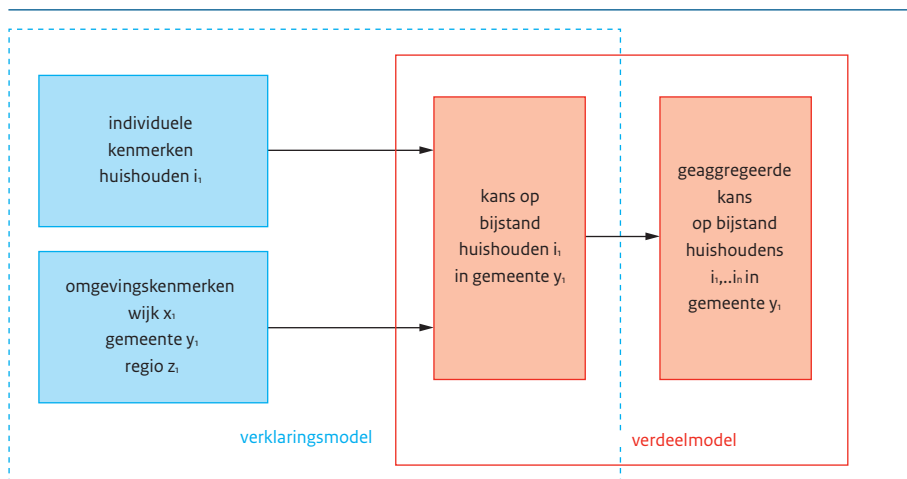 individuele
kenmerken
huishouden i₁
omgevingskenmerken
wijk x₁
gemeente y₁
regio z₁
kans op
bijstand
huishouden i₁
in gemeente y₁
geaggregeerde
kans
op bijstand
huishoudens
i₁,..iₙ in
gemeente y₁
verklaringsmodel
verdeelmodel